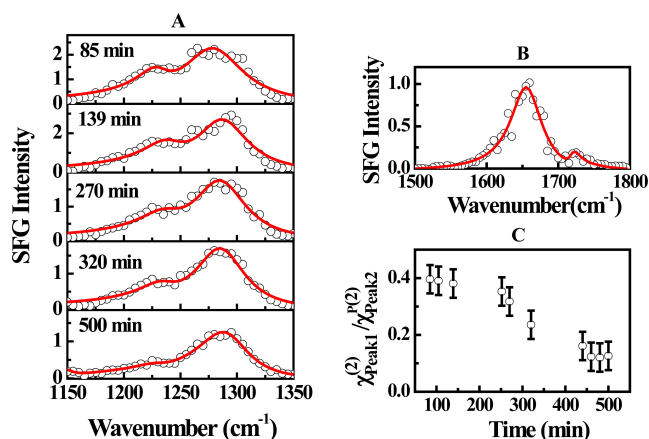 A
85 min
2
1
0
139 min
2
0
270 min
1
0
320 min
1
0
500 min
1
0
1150 1200 1250 1300 1350
Wavenumber (cm⁻¹)
SFG Intensity
B
1.0
0.5
0.0
1500 1600 1700 1800
Wavenumber(cm⁻¹)
SFG Intensity
C
0.4
0.2
0.0
100 200 300 400 500
Time (min)
χ⁽²⁾Peak1/χᴾ⁽²⁾Peak2